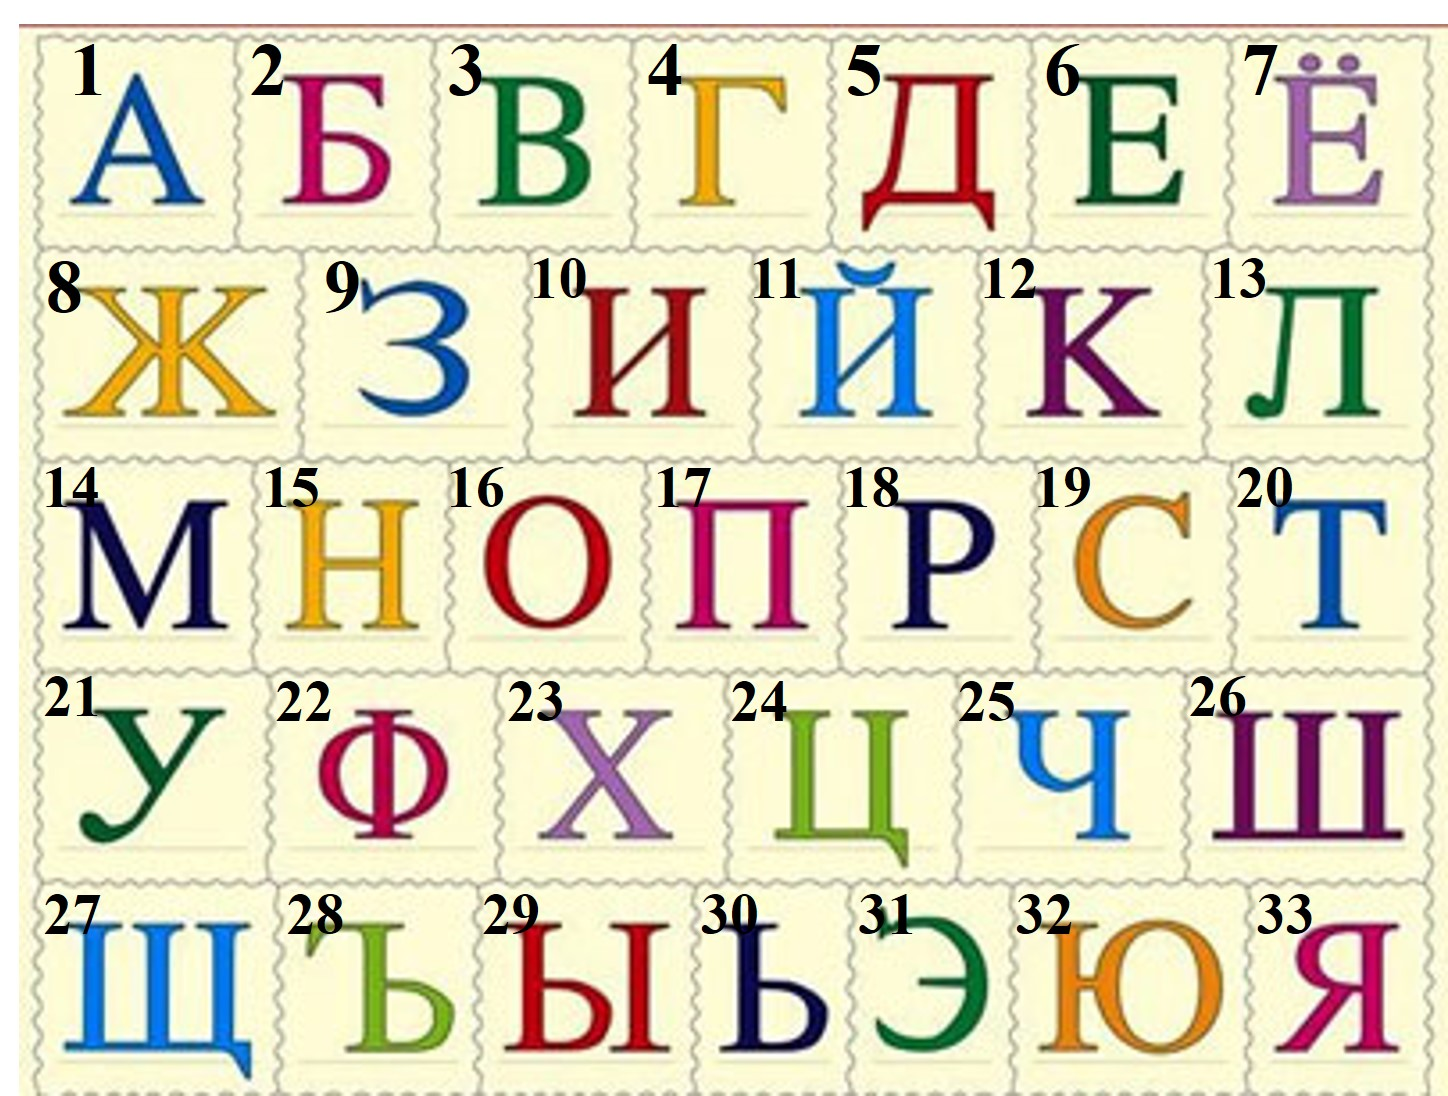 1 А 2 Б 3 В 4 Г 5 Д 6 Е 7 Ё
8 Ж 9 З 10 И 11 Й 12 К 13 Л
14 М 15 Н 16 О 17 П 18 Р 19 С 20 Т
21 У 22 Ф 23 Х 24 Ц 25 Ч 26 Ш
27 Щ 28 Ъ 29 Ы 30 Ь 31 Э 32 Ю 33 Я